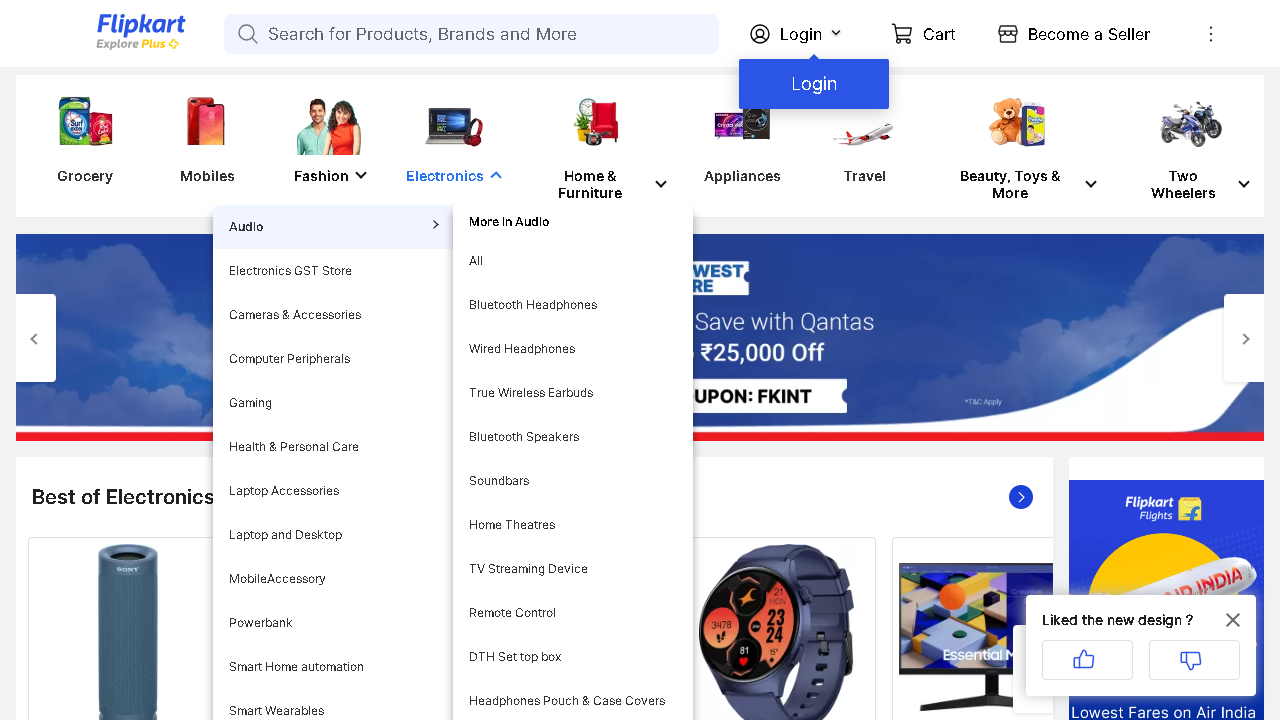 Flipkart
Explore Plus
Search for Products, Brands and More
Login
Cart
Become a Seller
Login
Grocery
Mobiles
Fashion
Electronics
Home &
Furniture
Appliances
Travel
Beauty, Toys &
More
Two
Wheelers
Audio
Electronics GST Store
Cameras & Accessories
Computer Peripherals
Gaming
Health & Personal Care
Laptop Accessories
Laptop and Desktop
MobileAccessory
Powerbank
Smart Home automation
Smart Wearables
More In Audio
All
Bluetooth Headphones
Wired Headphones
True Wireless Earbuds
Bluetooth Speakers
Soundbars
Home Theatres
TV Streaming Device
Remote Control
DTH Set top box
Headphones Pouch & Case Covers
WEST
RE
Save with Qantas
₹25,000 Off
UPON: FKINT
*T&C Apply
Best of Electronics
SONY
21
MON
3478
23
24
81
Creative
Essential M
Flipkart
Flights
AIR INDIA
Liked the new design ?
Lowest Fares on Air India